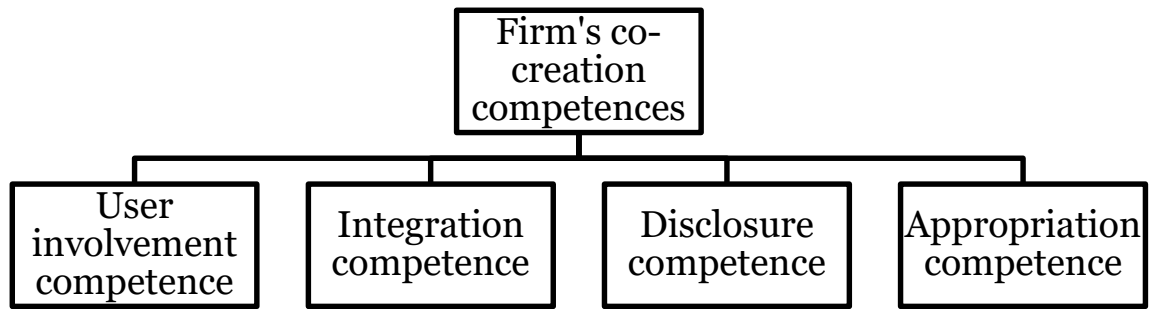 Firm's co-
creation
competences
User
involvement
competence
Integration
competence
Disclosure
competence
Appropriation
competence